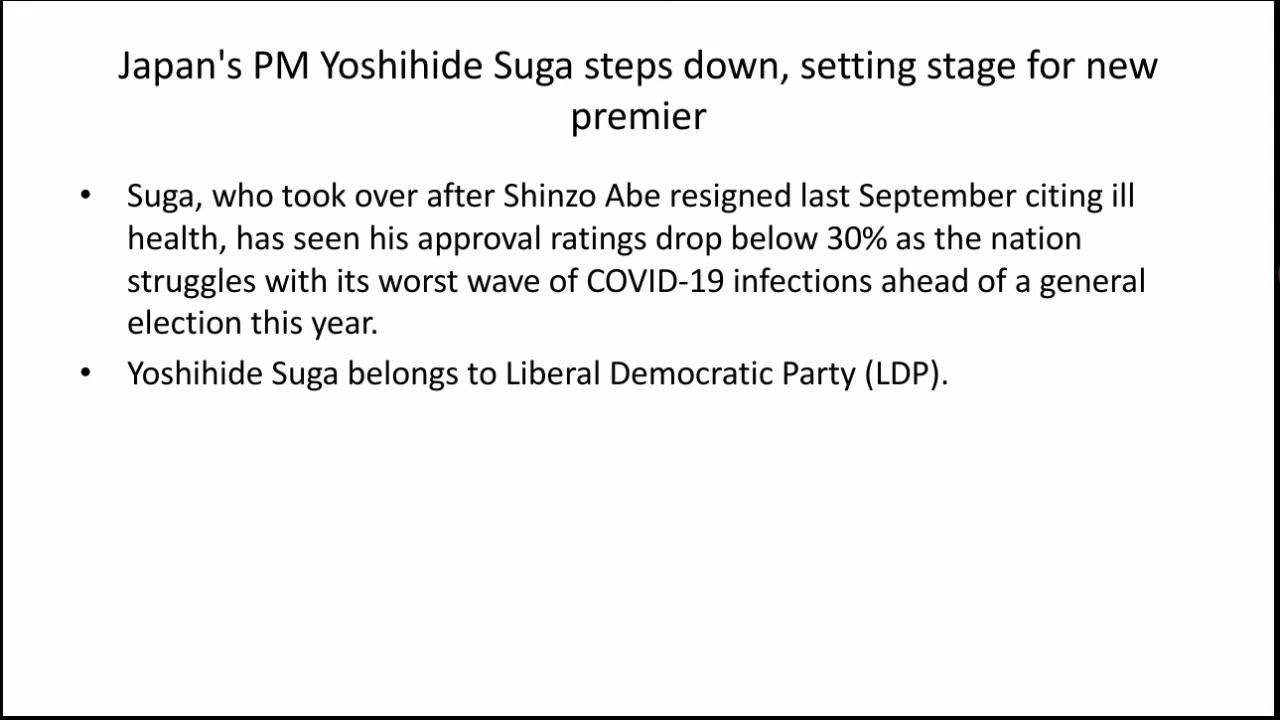 Japan's PM Yoshihide Suga steps down, setting stage for new
premier
• Suga, who took over after Shinzo Abe resigned last September citing ill
health, has seen his approval ratings drop below 30% as the nation
struggles with its worst wave of COVID-19 infections ahead of a general
election this year.
• Yoshihide Suga belongs to Liberal Democratic Party (LDP).